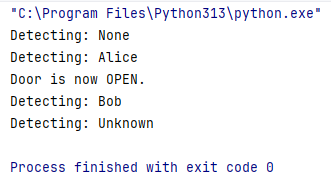 "C:\Program Files\Python313\python.exe"
Detecting: None
Detecting: Alice
Door is now OPEN.
Detecting: Bob
Detecting: Unknown
Process finished with exit code 0